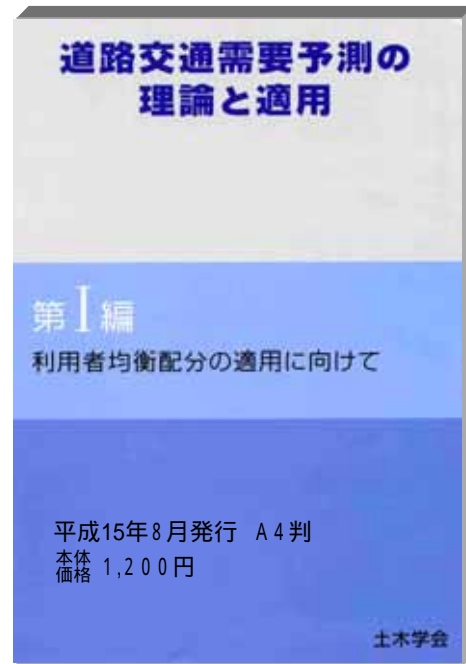 道路交通需要予測の
理論と適用
第Ⅰ編
利用者均衡配分の適用に向けて
平成15年8月発行 A4判
本体
価格 1,200円
土木学会